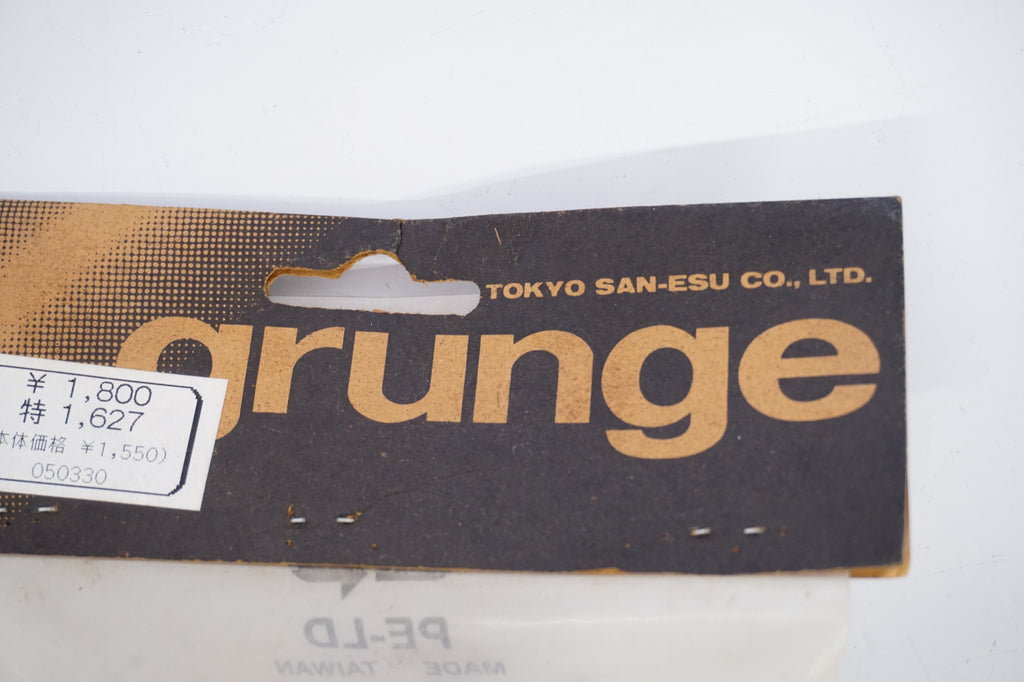 TOKYO SAN-ESU CO., LTD.
grunge
¥ 1,800
特 1,627
本体価格 ¥1,550)
050330
PE-LD
MADE TAIWAN